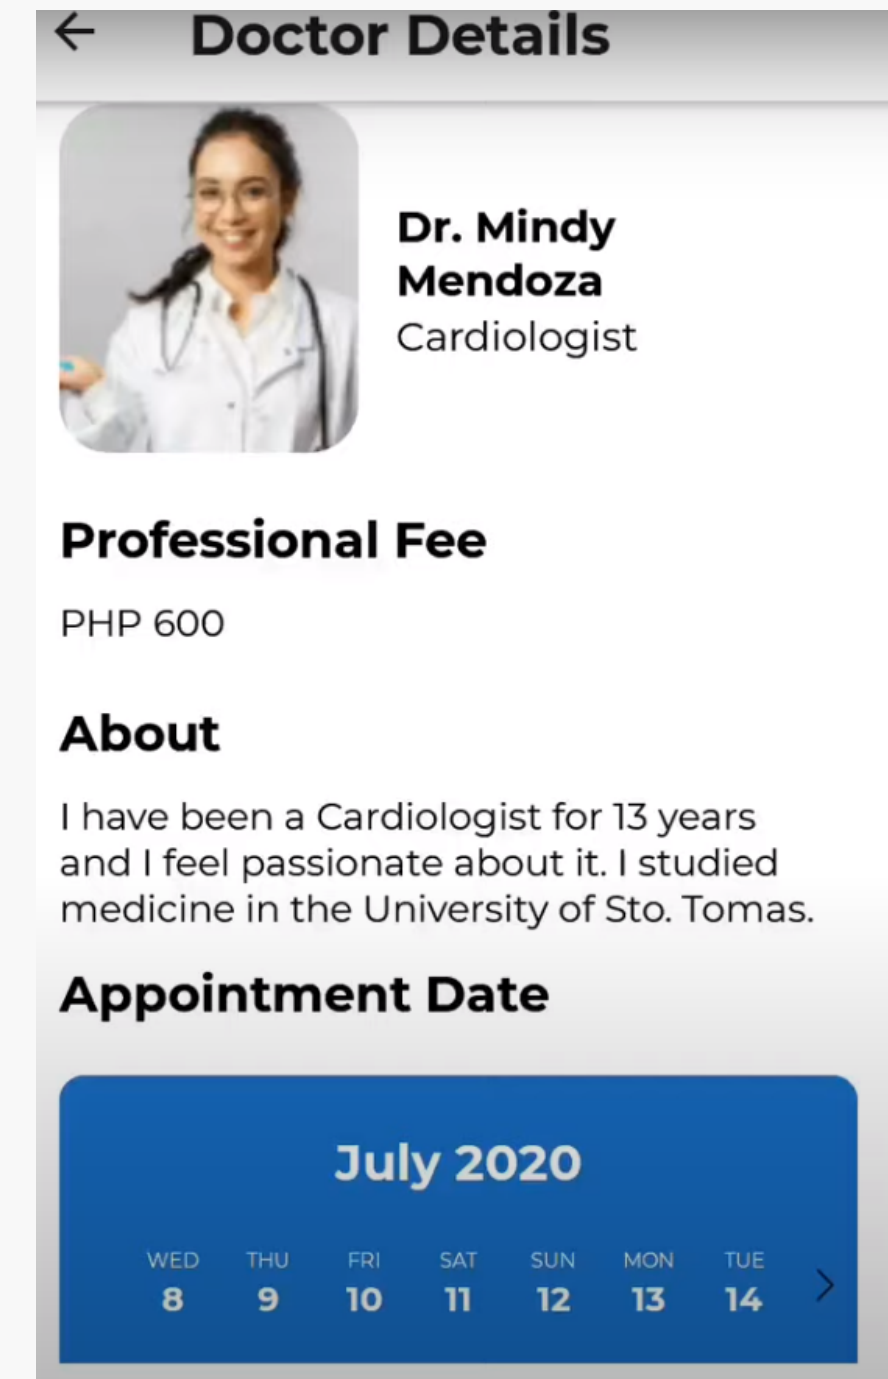 Doctor Details
Dr. Mindy
Mendoza
Cardiologist
Professional Fee
PHP 600
About
I have been a Cardiologist for 13 years
and I feel passionate about it. I studied
medicine in the University of Sto. Tomas.
Appointment Date
July 2020
WED THU FRI SAT SUN MON TUE
8 9 10 11 12 13 14